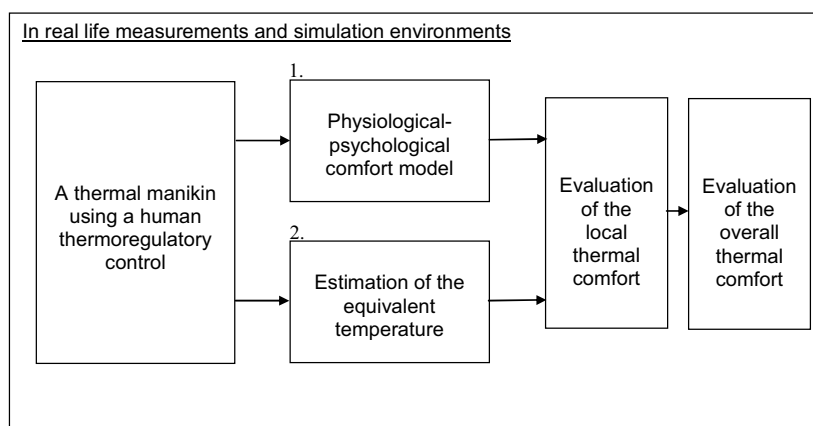 In real life measurements and simulation environments
A thermal manikin
using a human
thermoregulatory
control
1.
Physiological-
psychological
comfort model
2.
Estimation of the
equivalent
temperature
Evaluation
of the
local
thermal
comfort
Evaluation
of the
overall
thermal
comfort